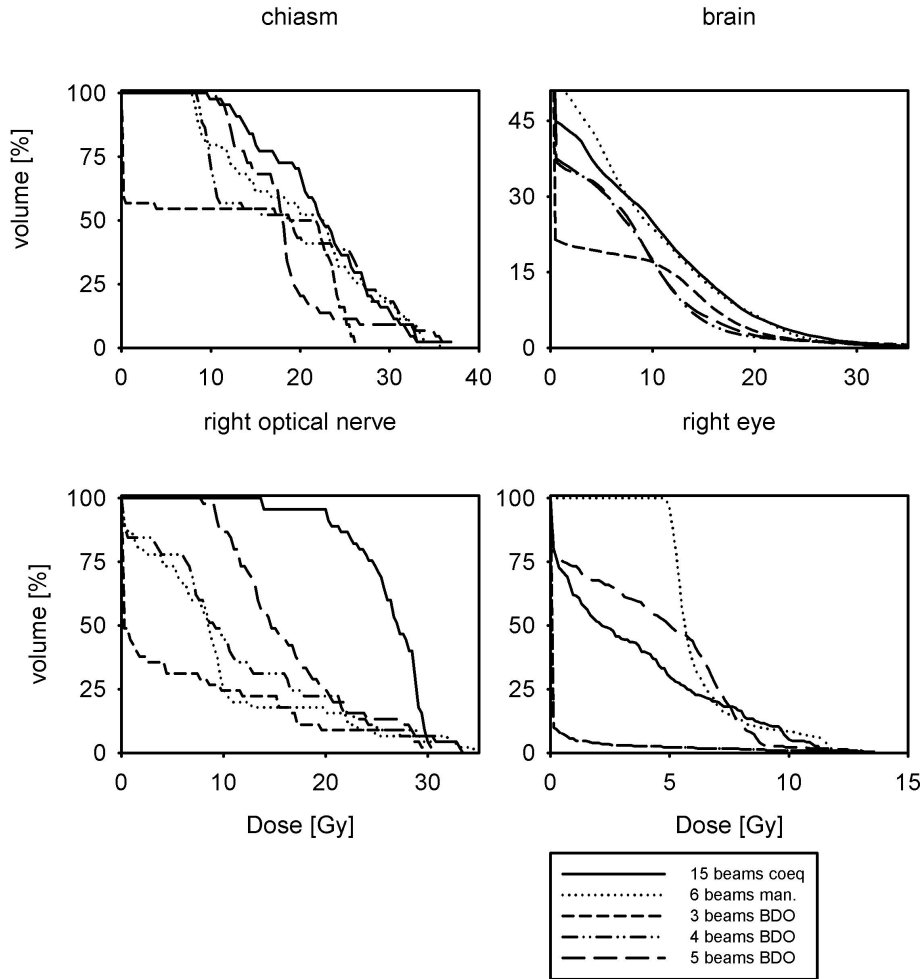 chiasm
brain
100
75
50
25
0
volume [%]
0 10 20 30 40
45
30
15
0
0 10 20 30
right optical nerve
right eye
100
75
50
25
0
volume [%]
0 10 20 30
Dose [Gy]
100
75
50
25
0
0 5 10 15
Dose [Gy]
15 beams coeq
6 beams man.
3 beams BDO
4 beams BDO
5 beams BDO